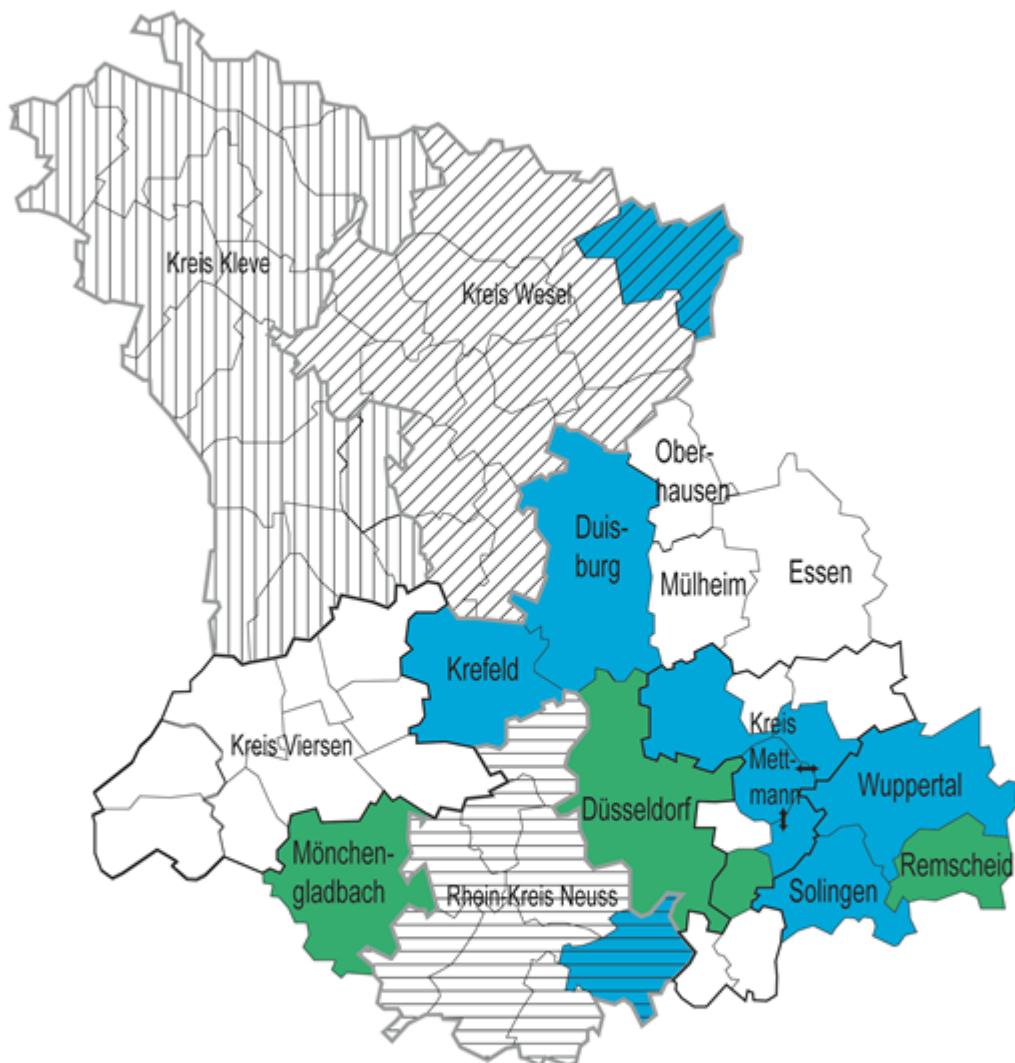 Kreis Kleve
Kreis Wesel
Ober-
hausen
Duis-
burg
Mülheim
Essen
Krefeld
Kreis Viersen
Kreis
Mett-
mann
Wuppertal
Düsseldorf
Mönchen-
gladbach
Rhein-Kreis Neuss
Solingen
Remscheid